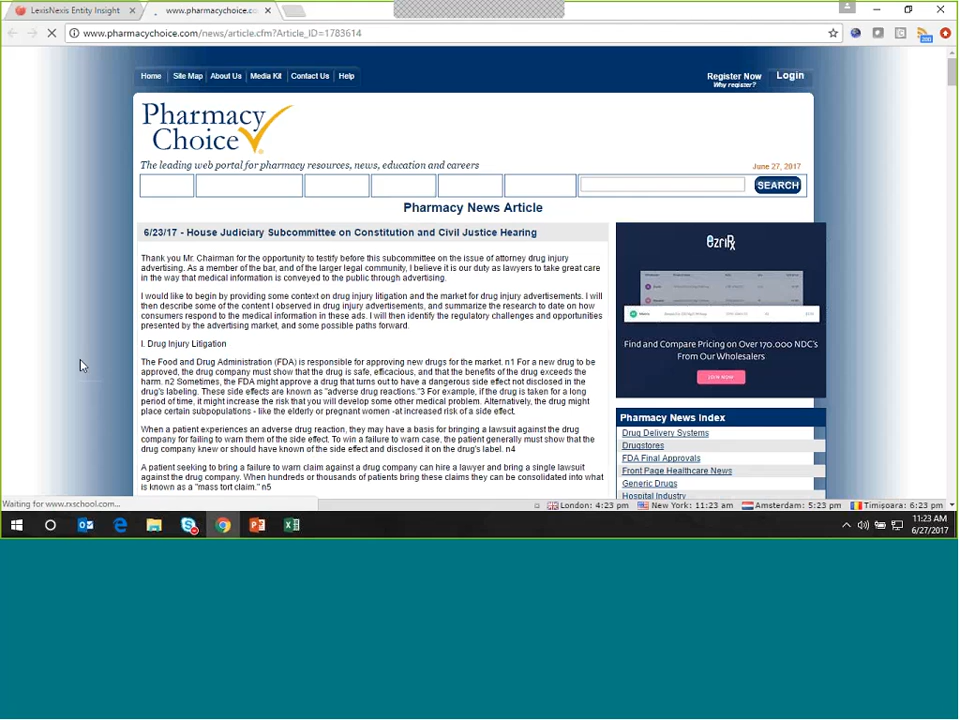 LexisNexis Entity Insight
www.pharmacychoice.co
www.pharmacychoice.com/news/article.cfm?Article_ID=1783614
Home Site Map About Us Media Kit Contact Us Help
Register Now
Why register?
Login
Pharmacy
Choice
The leading web portal for pharmacy resources, news, education and careers
June 27, 2017
SEARCH
Pharmacy News Article
6/23/17 - House Judiciary Subcommittee on Constitution and Civil Justice Hearing
Thank you Mr. Chairman for the opportunity to testify before this subcommittee on the issue of attorney drug injury
advertising. As a member of the bar, and of the larger legal community, I believe it is our duty as lawyers to take great care
in the way that medical information is conveyed to the public through advertising.
I would like to begin by providing some context on drug injury litigation and the market for drug injury advertisements. I will
then describe some of the content I observed in drug injury advertisements, and summarize the research to date on how
consumers respond to the medical information in these ads. I will then identify the regulatory challenges and opportunities
presented by the advertising market, and some possible paths forward.
I. Drug Injury Litigation
The Food and Drug Administration (FDA) is responsible for approving new drugs for the market. n1 For a new drug to be
approved, the drug company must show that the drug is safe, efficacious, and that the benefits of the drug exceeds the
harm. n2 Sometimes, the FDA might approve a drug that turns out to have a dangerous side effect not disclosed in the
drug's labeling. These side effects are known as "adverse drug reactions."3 For example, if the drug is taken for a long
period of time, it might increase the risk that you will develop some other medical problem. Alternatively, the drug might
place certain subpopulations - like the elderly or pregnant women -at increased risk of a side effect.
When a patient experiences an adverse drug reaction, they may have a basis for bringing a lawsuit against the drug
company for failing to warn them of the side effect. To win a failure to warn case, the patient generally must show that the
drug company knew or should have known of the side effect and disclosed it on the drug's label. n4
A patient seeking to bring a failure to warn claim against a drug company can hire a lawyer and bring a single lawsuit
against the drug company. When hundreds or thousands of patients bring these claims they can be consolidated into what
is known as a "mass tort claim." n5
ezriRx
Find and Compare Pricing on Over 170,000 NDC's
From Our Wholesalers
JOIN NOW
Pharmacy News Index
Drug Delivery Systems
Drugstores
FDA Final Approvals
Front Page Healthcare News
Generic Drugs
Hospital Industry
Waiting for www.rxschool.com...
London: 4:23 pm New York: 11:23 am Amsterdam: 5:23 pm Timișoara: 6:23 pm
11:23 AM
6/27/2017